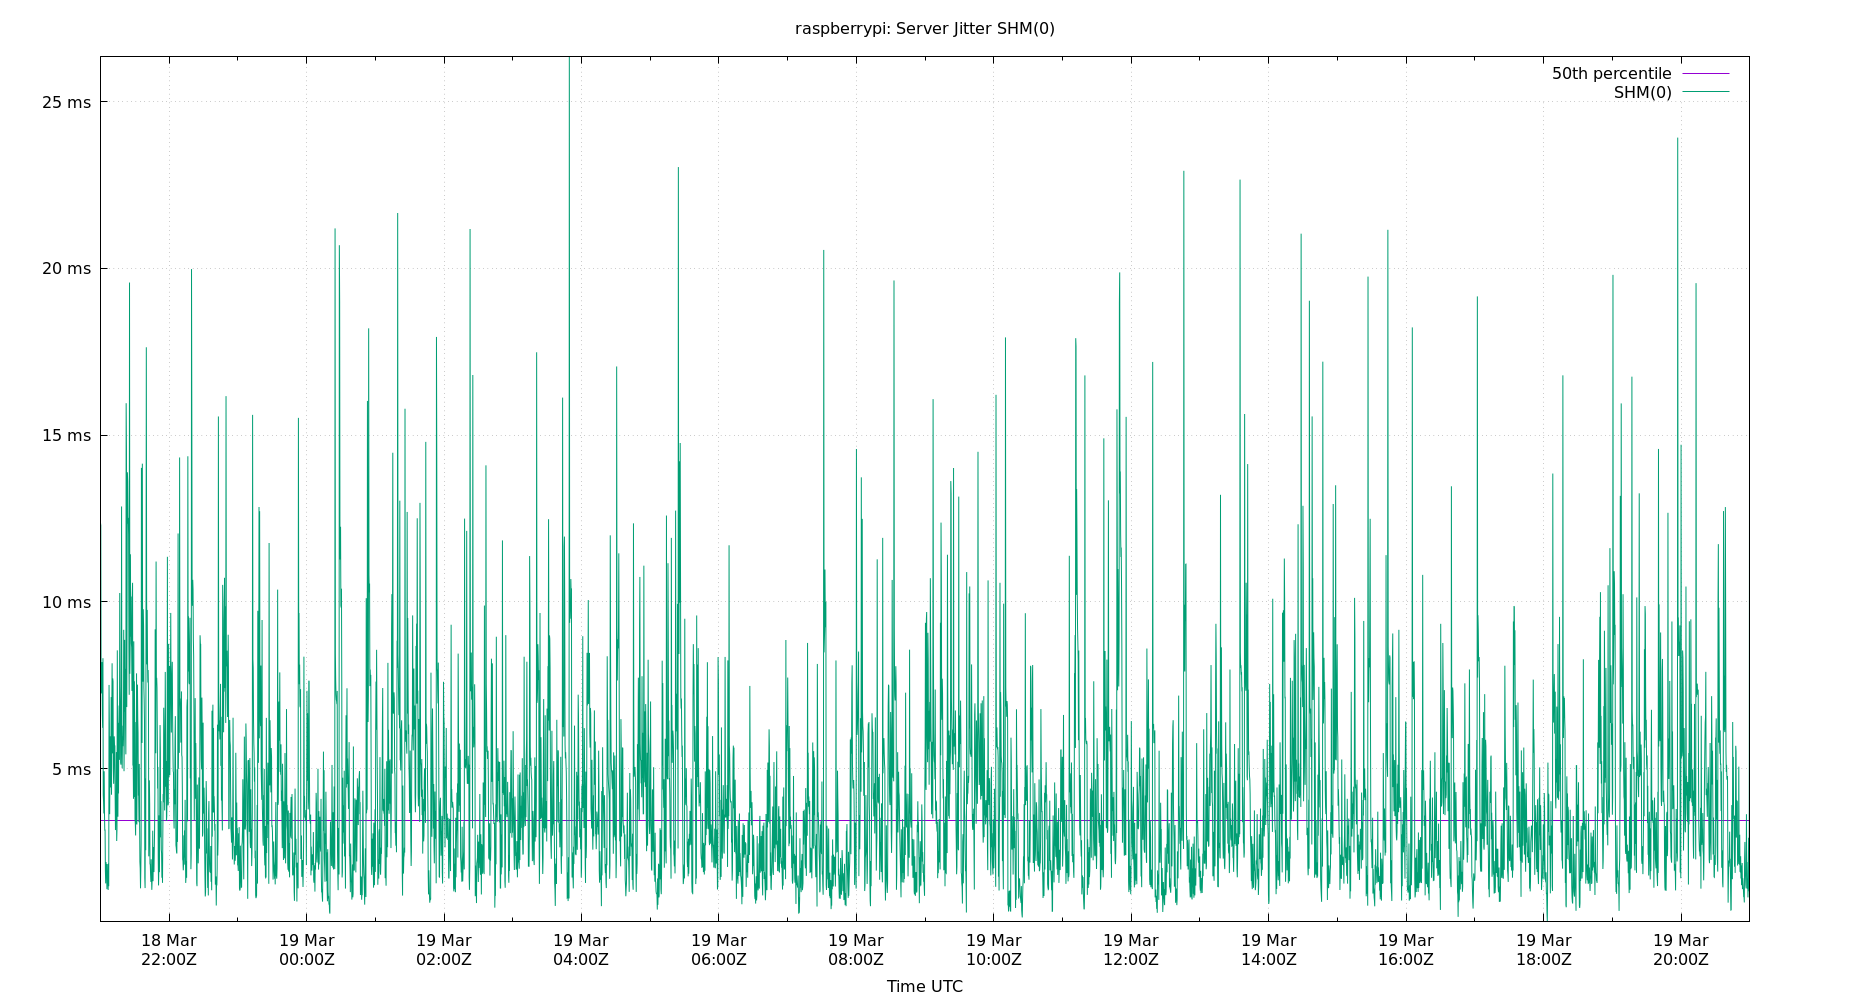 raspberrypi: Server Jitter SHM(0)
50th percentile
SHM(0)
25 ms
20 ms
15 ms
10 ms
5 ms
18 Mar 19 Mar 19 Mar 19 Mar 19 Mar 19 Mar 19 Mar 19 Mar 19 Mar 19 Mar 19 Mar 19 Mar
22:00Z 00:00Z 02:00Z 04:00Z 06:00Z 08:00Z 10:00Z 12:00Z 14:00Z 16:00Z 18:00Z 20:00Z
Time UTC